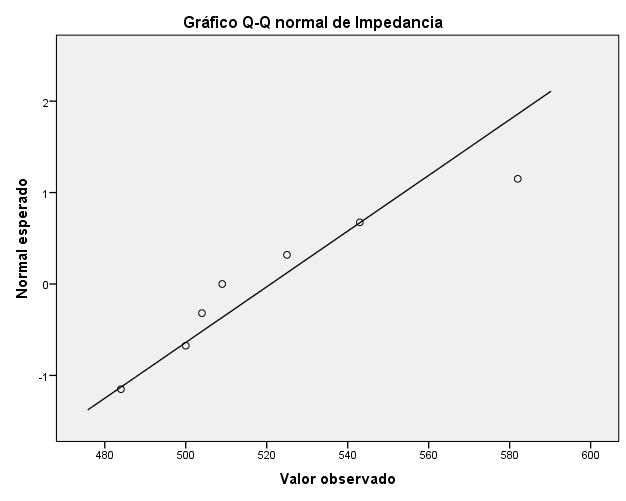 Gráfico Q-Q normal de Impedancia
Normal esperado
2
1
0
-1
480 500 520 540 560 580 600
Valor observado